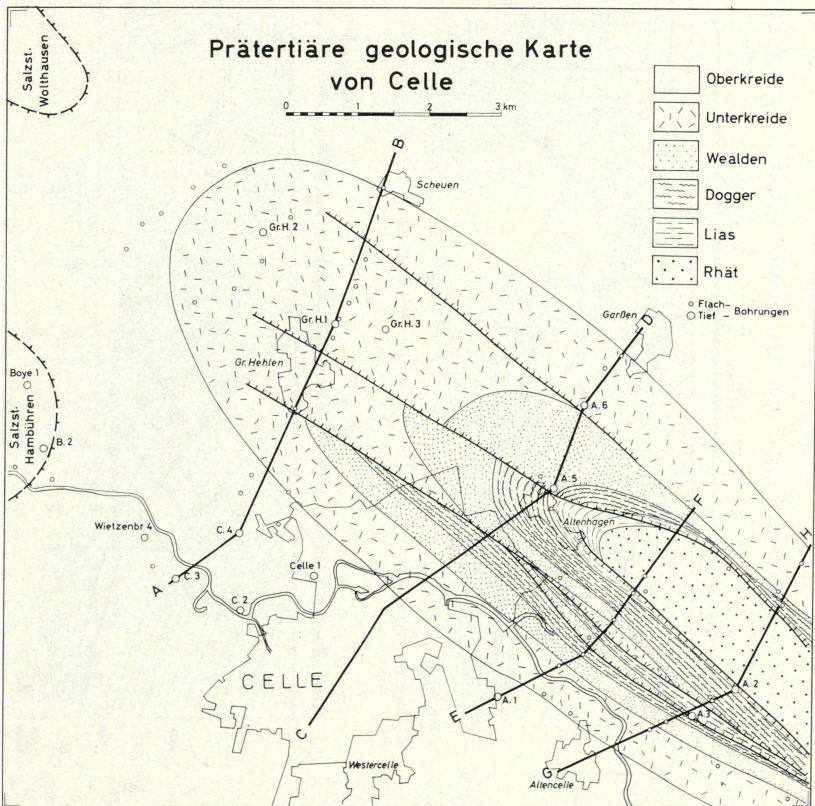 Prätertiäre geologische Karte
von Celle
0 1 2 3 km
Salzst.
Wolthausen
Oberkreide
Unterkreide
Wealden
Dogger
Lias
Rhät
Flach-
Tief - Bohrungen
B
Scheuen
Gr. H. 2
Gr. H. 1
Gr. H. 3
Gr. Hehlen
Garßen
D
Boye 1
Salzst.
Hambühren
B. 2
A. 6
A. 5
F
Wietzenbr 4
C. 4
Altenhagen
H
A
C. 3
C. 2
Celle 1
CELLE
C
E
A. 1
A. 2
A. 3
G
Westercelle
Altencelle